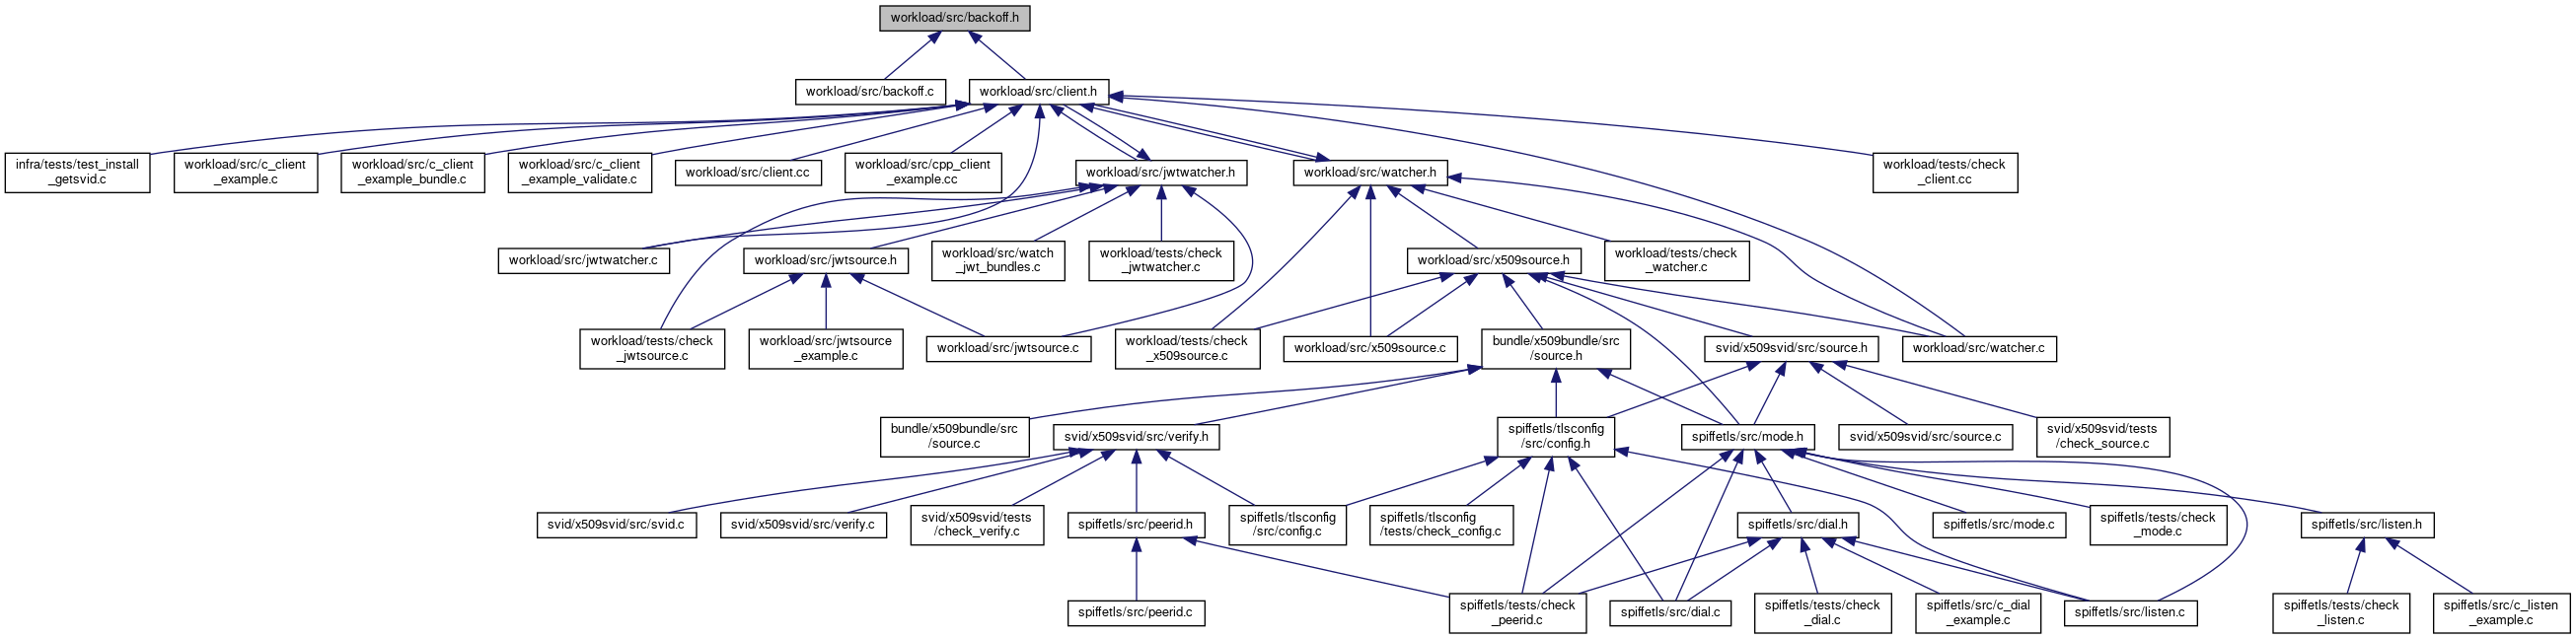 workload/src/backoff.h
workload/src/backoff.c
workload/src/client.h
infra/tests/test_install
_getsvid.c
workload/src/c_client
_example.c
workload/src/c_client
_example_bundle.c
workload/src/c_client
_example_validate.c
workload/src/client.cc
workload/src/cpp_client
_example.cc
workload/src/jwtwatcher.h
workload/src/watcher.h
workload/tests/check
_client.cc
workload/src/jwtwatcher.c
workload/src/jwtsource.h
workload/src/watch
_jwt_bundles.c
workload/tests/check
_jwtwatcher.c
workload/src/x509source.h
workload/tests/check
_watcher.c
workload/tests/check
_jwtsource.c
workload/src/jwtsource
_example.c
workload/src/jwtsource.c
workload/tests/check
_x509source.c
workload/src/x509source.c
bundle/x509bundle/src
/source.h
svid/x509svid/src/source.h
workload/src/watcher.c
bundle/x509bundle/src
/source.c
svid/x509svid/src/verify.h
spiffetls/tlsconfig
/src/config.h
spiffetls/src/mode.h
svid/x509svid/src/source.c
svid/x509svid/tests
/check_source.c
svid/x509svid/src/svid.c
svid/x509svid/src/verify.c
svid/x509svid/tests
/check_verify.c
spiffetls/src/peerid.h
spiffetls/tlsconfig
/src/config.c
spiffetls/tlsconfig
/tests/check_config.c
spiffetls/src/dial.h
spiffetls/src/mode.c
spiffetls/tests/check
_mode.c
spiffetls/src/listen.h
spiffetls/src/peerid.c
spiffetls/tests/check
_peerid.c
spiffetls/src/dial.c
spiffetls/tests/check
_dial.c
spiffetls/src/c_dial
_example.c
spiffetls/src/listen.c
spiffetls/tests/check
_listen.c
spiffetls/src/c_listen
_example.c